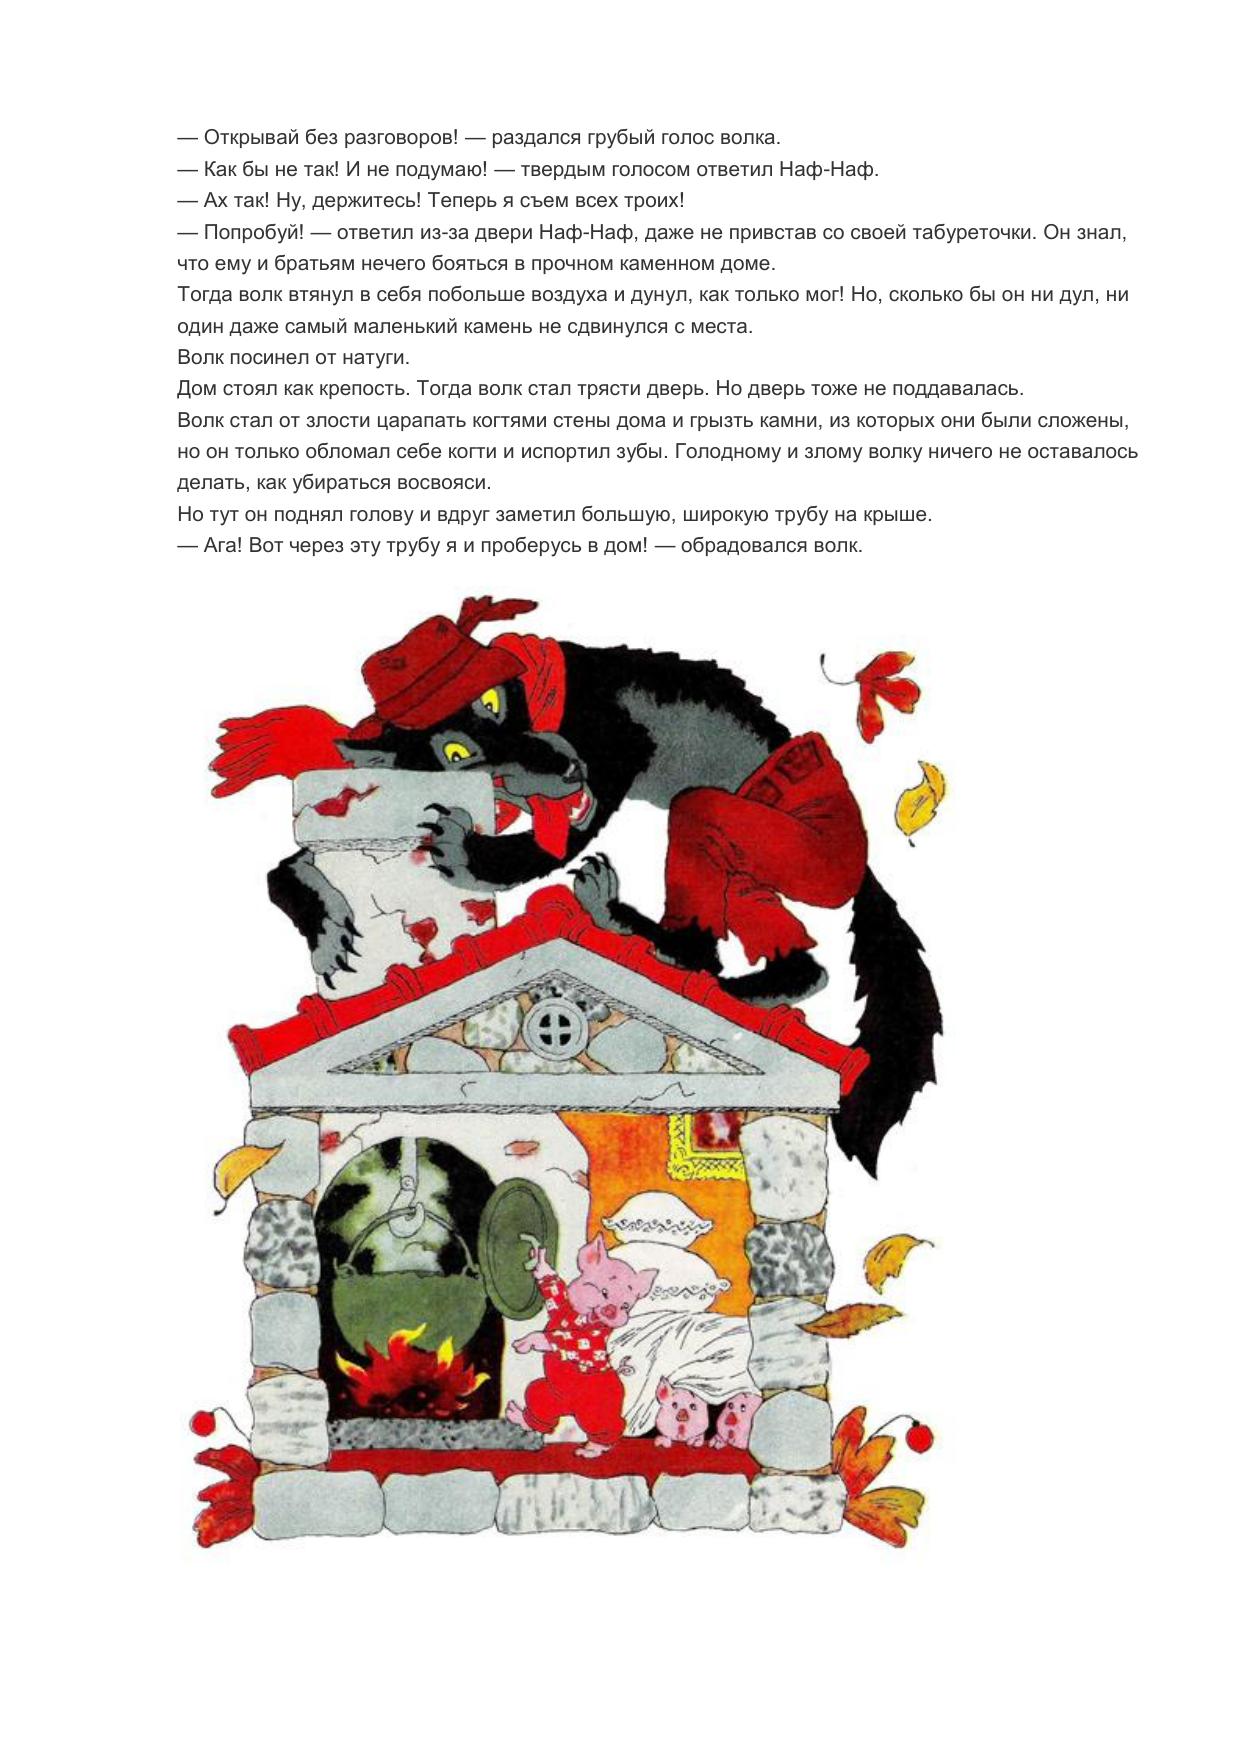 — Открывай без разговоров! — раздался грубый голос волка.
— Как бы не так! И не подумаю! — твердым голосом ответил Наф-Наф.
— Ах так! Ну, держитесь! Теперь я съем всех троих!
— Попробуй! — ответил из-за двери Наф-Наф, даже не привстав со своей табуреточки. Он знал,
что ему и братьям нечего бояться в прочном каменном доме.
Тогда волк втянул в себя побольше воздуха и дунул, как только мог! Но, сколько бы он ни дул, ни
один даже самый маленький камень не сдвинулся с места.
Волк посинел от натуги.
Дом стоял как крепость. Тогда волк стал трясти дверь. Но дверь тоже не поддавалась.
Волк стал от злости царапать когтями стены дома и грызть камни, из которых они были сложены,
но он только обломал себе когти и испортил зубы. Голодному и злому волку ничего не оставалось
делать, как убираться восвояси.
Но тут он поднял голову и вдруг заметил большую, широкую трубу на крыше.
— Ага! Вот через эту трубу я и проберусь в дом! — обрадовался волк.